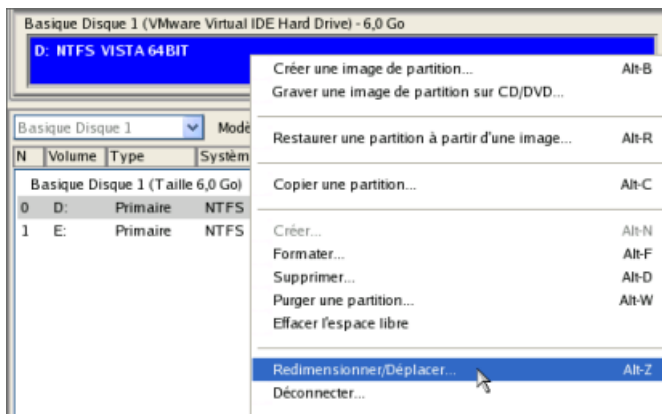 Basique Disque 1 (VMware Virtual IDE Hard Drive) - 6,0 Go
D: NTFS VISTA 64BIT
Créer une image de partition... Alt-B
Graver une image de partition sur CD/DVD...
Basique Disque 1 Modè
Restaurer une partition à partir d'une image... Alt-R
N Volume Type Systèm
Basique Disque 1 (Taille 6,0 Go)
Copier une partition... Alt-C
0 D: Primaire NTFS
1 E: Primaire NTFS
Créer... Alt-N
Formater... Alt-F
Supprimer... Alt-D
Purger une partition... Alt-W
Effacer l'espace libre
Redimensionner/Déplacer... Alt-Z
Déconnecter...